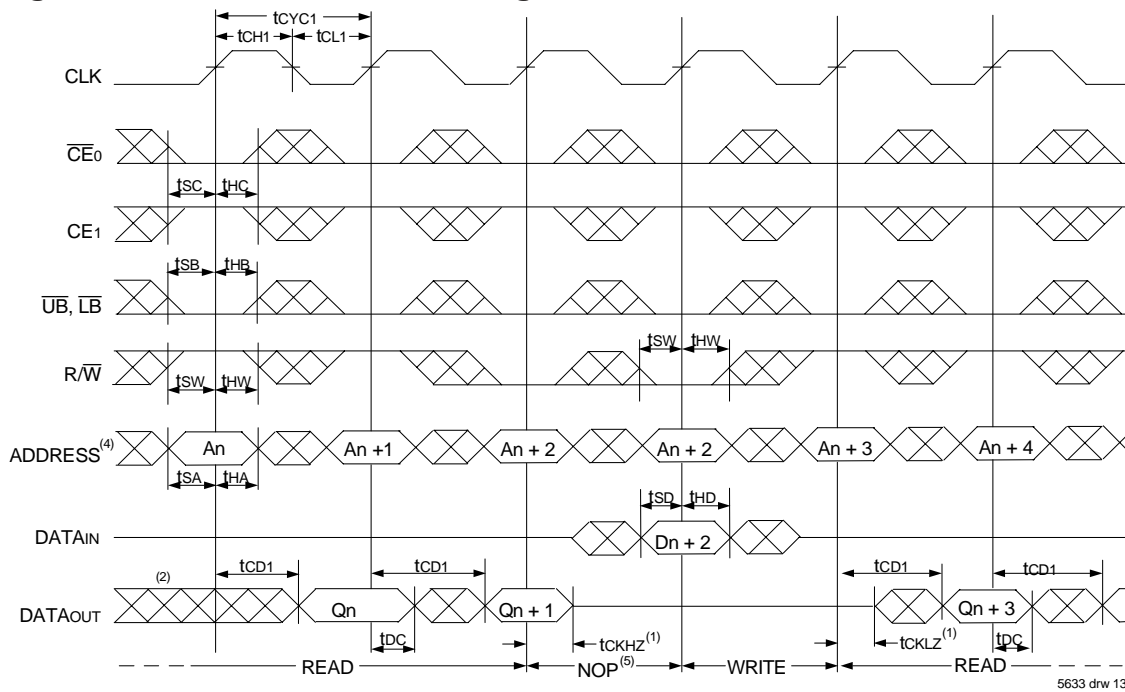 tCYC1
tCH1 tCL1
CLK
CE0
tSC tHC
CE1
tSB tHB
UB, LB
tSW tHW
R/W
tSW tHW
ADDRESS(4) An An +1 An + 2 An + 2 An + 3 An + 4
tSA tHA
tSD tHD
DATAIN Dn + 2
(2) tCD1 tCD1 tCD1 tCD1
DATAOUT Qn Qn + 1 Qn + 3
tDC tCKHZ(1) tCKLZ(1) tDC
READ NOP(5) WRITE READ
5633 drw 13